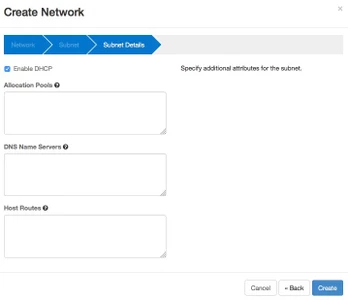 Create Network
×
Network Subnet Subnet Details
Enable DHCP
Specify additional attributes for the subnet.
Allocation Pools
DNS Name Servers
Host Routes
Cancel « Back Create